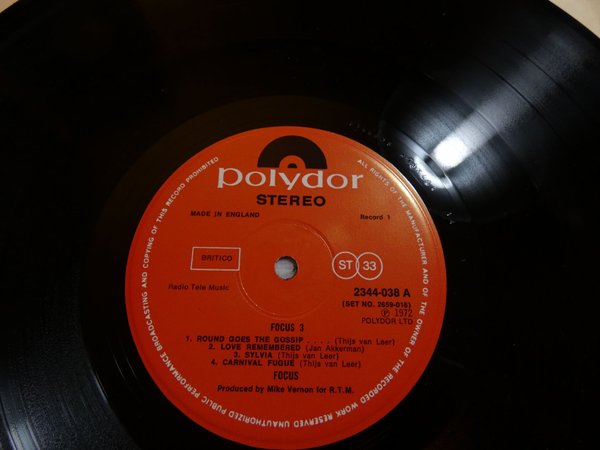 polydor
STEREO
MADE IN ENGLAND
Record 1
BRITICO
ST 33
Radio Tele Music
2344-038 A
(SET NO. 2659-016)
Ⓟ 1972
POLYDOR LTD
FOCUS 3
1. ROUND GOES THE GOSSIP . . . . (Thijs van Leer)
2. LOVE REMEMBERED (Jan Akkerman)
3. SYLVIA (Thijs van Leer)
4. CARNIVAL FUGUE (Thijs van Leer)
FOCUS
Produced by Mike Vernon for R.T.M.
ALL RIGHTS OF THE MANUFACTURER AND OF THE OWNER OF THE RECORDED WORK RESERVED UNAUTHORIZED PUBLIC PERFORMANCE BROADCASTING AND COPYING OF THIS RECORD PROHIBITED